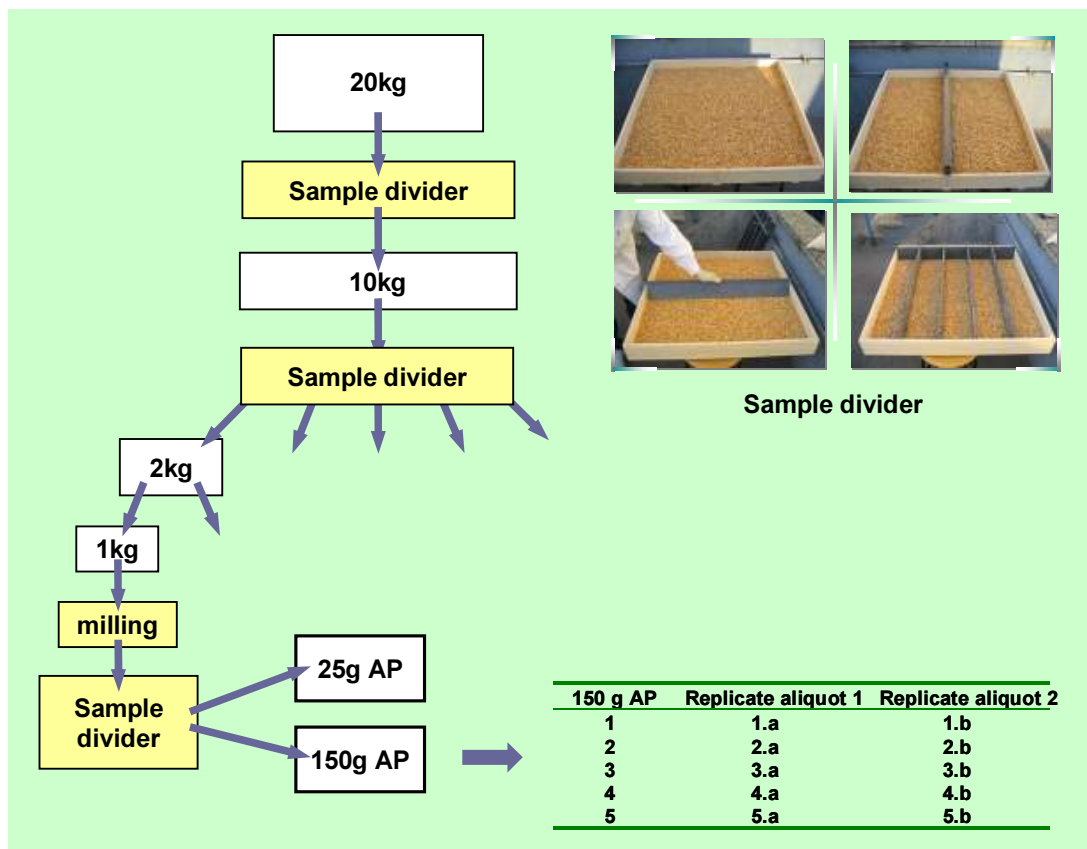 20kg
Sample divider
10kg
Sample divider
2kg
1kg
milling
Sample
divider
25g AP
150g AP
Sample divider
150 g AP Replicate aliquot 1 Replicate aliquot 2
1 1.a 1.b
2 2.a 2.b
3 3.a 3.b
4 4.a 4.b
5 5.a 5.b